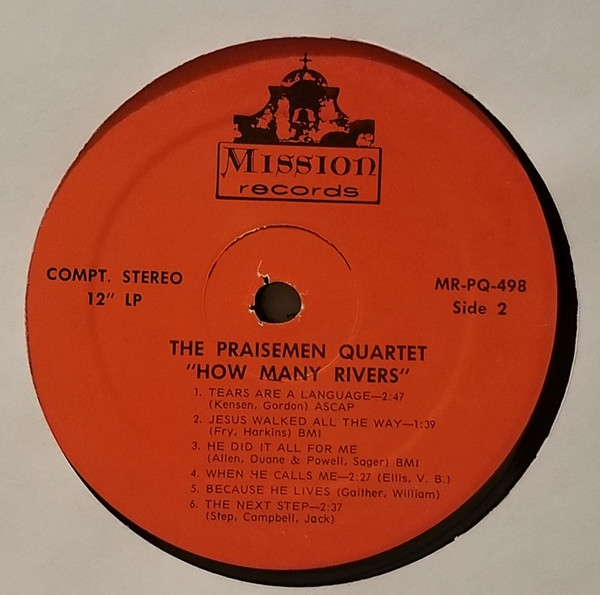 Mission
records
COMPT. STEREO
12" LP
MR-PQ-498
Side 2
THE PRAISEMEN QUARTET
"HOW MANY RIVERS"
1. TEARS ARE A LANGUAGE—2:47
(Kensen, Gordon) ASCAP
2. JESUS WALKED ALL THE WAY—1:39
(Fry, Harkins) BMI
3. HE DID IT ALL FOR ME
(Allen, Duane & Powell, Sager) BMI
4. WHEN HE CALLS ME—2:27 (Ellis, V. B.)
5. BECAUSE HE LIVES (Gaither, William)
6. THE NEXT STEP—2:37
(Step, Campbell, Jack)